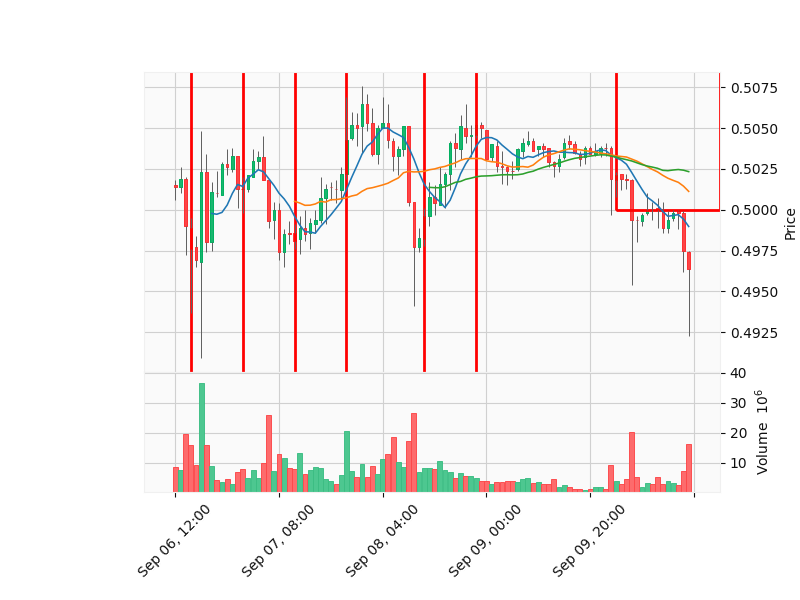 0.5075
0.5050
0.5025
0.5000
0.4975
0.4950
0.4925
Price
40
30
20
10
Volume 10⁶
Sep 06, 12:00
Sep 07, 08:00
Sep 08, 04:00
Sep 09, 00:00
Sep 09, 20:00